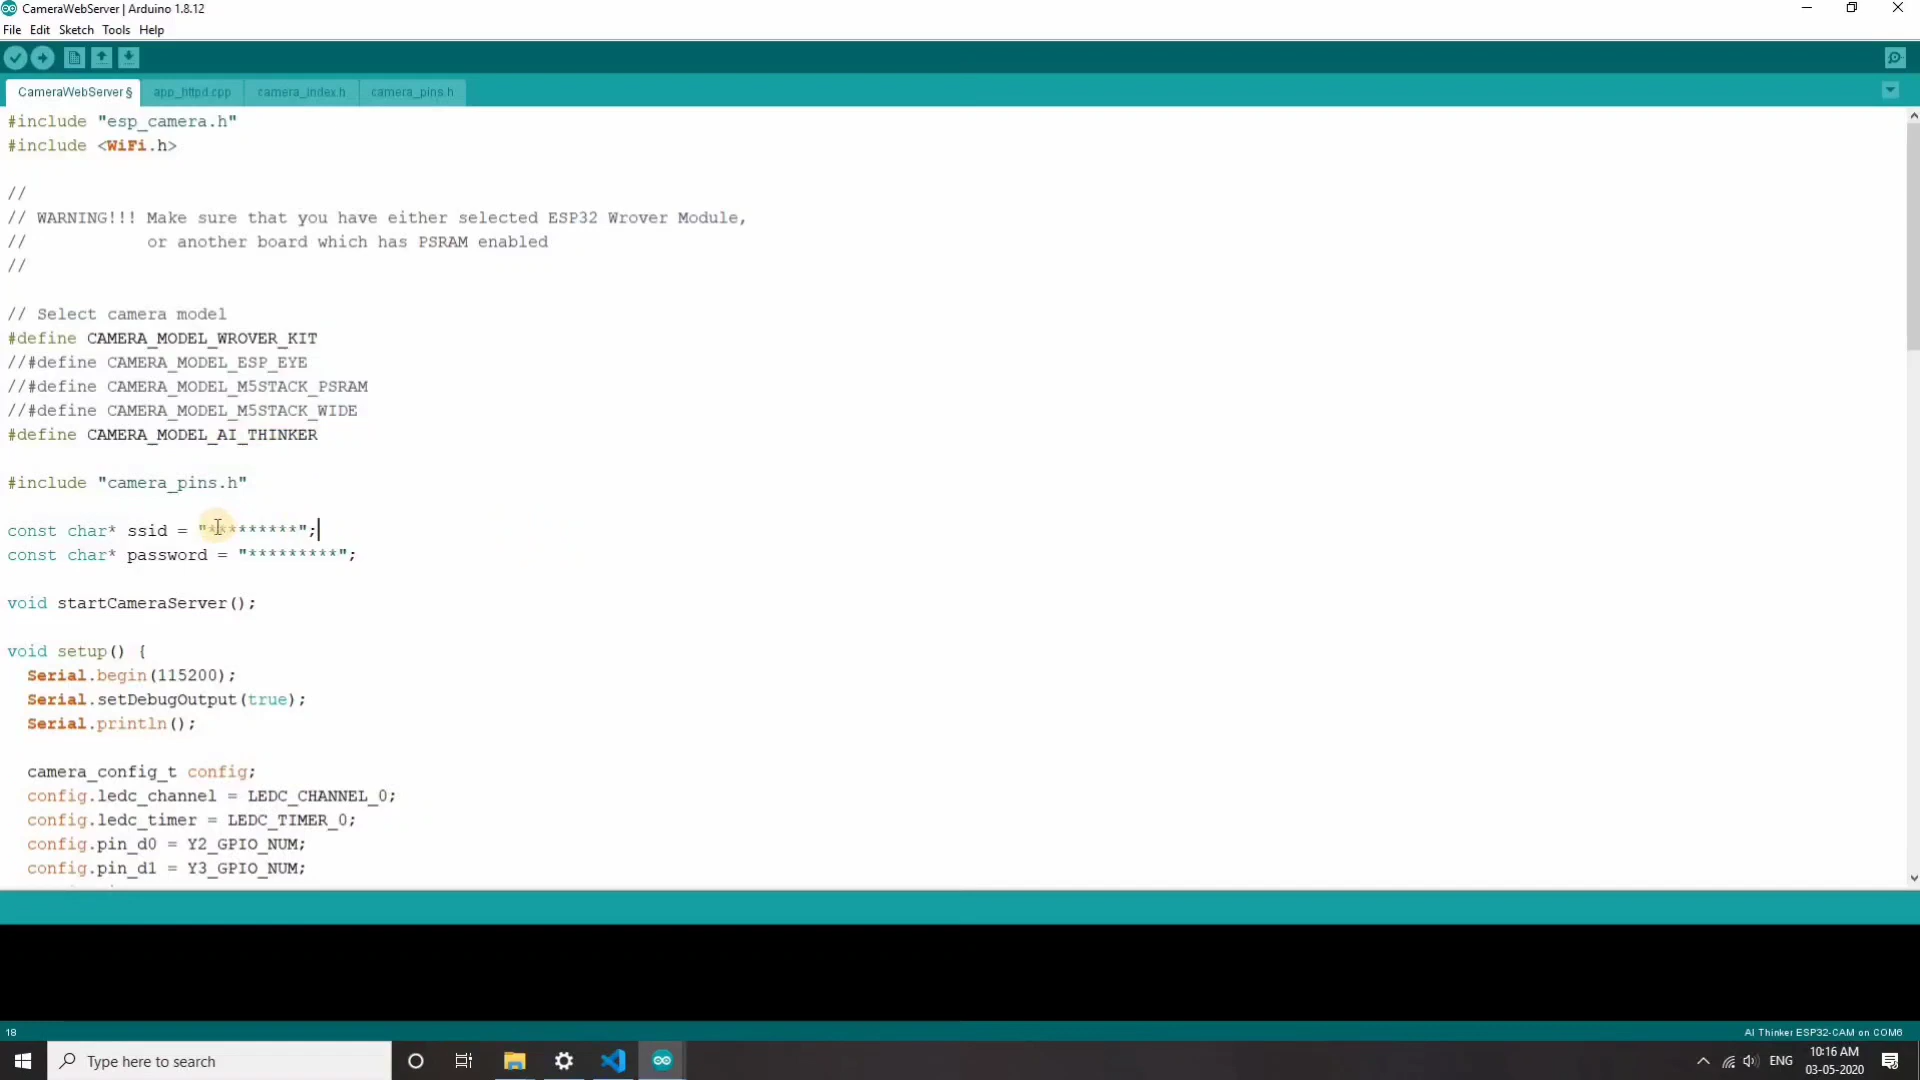 CameraWebServer | Arduino 1.8.12
File Edit Sketch Tools Help
CameraWebServer § app_httpd.cpp camera_index.h camera_pins.h
#include "esp_camera.h"
#include <WiFi.h>
//
// WARNING!!! Make sure that you have either selected ESP32 Wrover Module,
// or another board which has PSRAM enabled
//
// Select camera model
#define CAMERA_MODEL_WROVER_KIT
//#define CAMERA_MODEL_ESP_EYE
//#define CAMERA_MODEL_M5STACK_PSRAM
//#define CAMERA_MODEL_M5STACK_WIDE
#define CAMERA_MODEL_AI_THINKER
#include "camera_pins.h"
const char* ssid = "*********";
const char* password = "*********";
void startCameraServer();
void setup() {
Serial.begin(115200);
Serial.setDebugOutput(true);
Serial.println();
camera_config_t config;
config.ledc_channel = LEDC_CHANNEL_0;
config.ledc_timer = LEDC_TIMER_0;
config.pin_d0 = Y2_GPIO_NUM;
config.pin_d1 = Y3_GPIO_NUM;
18 AI Thinker ESP32-CAM on COM6
Type here to search ENG 10:16 AM
03-05-2020